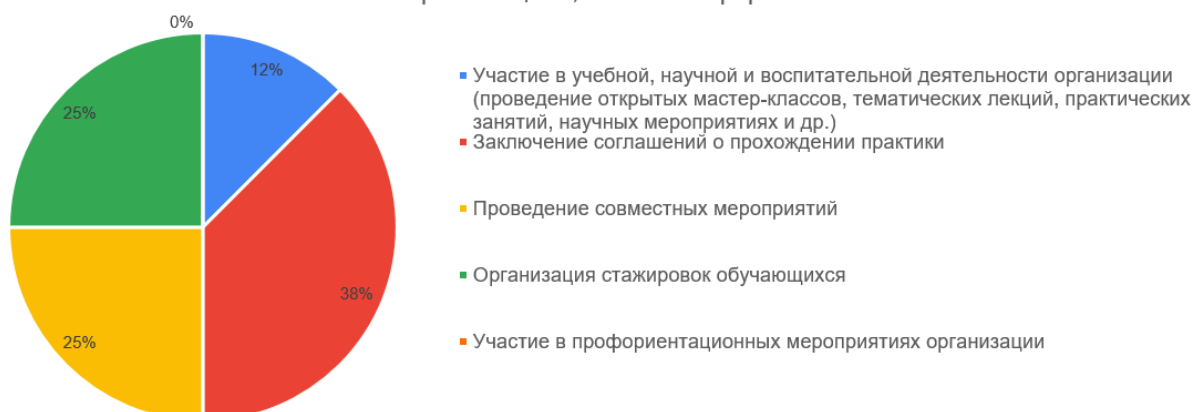 0%
12%
25%
38%
25%
Участие в учебной, научной и воспитательной деятельности организации
(проведение открытых мастер-классов, тематических лекций, практических
занятий, научных мероприятиях и др.)
Заключение соглашений о прохождении практики
Проведение совместных мероприятий
Организация стажировок обучающихся
Участие в профориентационных мероприятиях организации